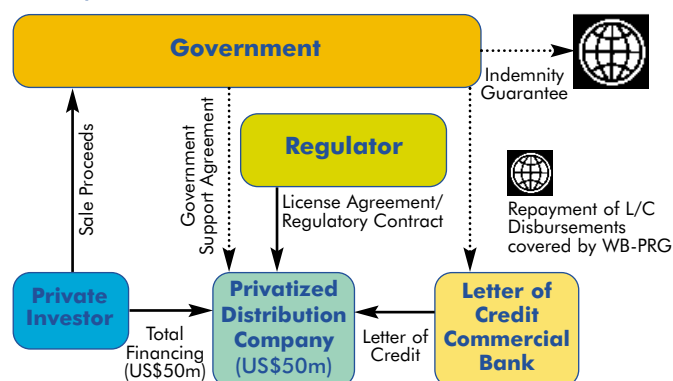 Government
Indemnity
Guarantee
Sale Proceeds
Government
Support Agreement
Regulator
License Agreement/
Regulatory Contract
Repayment of L/C
Disbursements
covered by WB-PRG
Private
Investor
Total
Financing
(US$50m)
Privatized
Distribution
Company
(US$50m)
Letter of
Credit
Letter of
Credit
Commercial
Bank